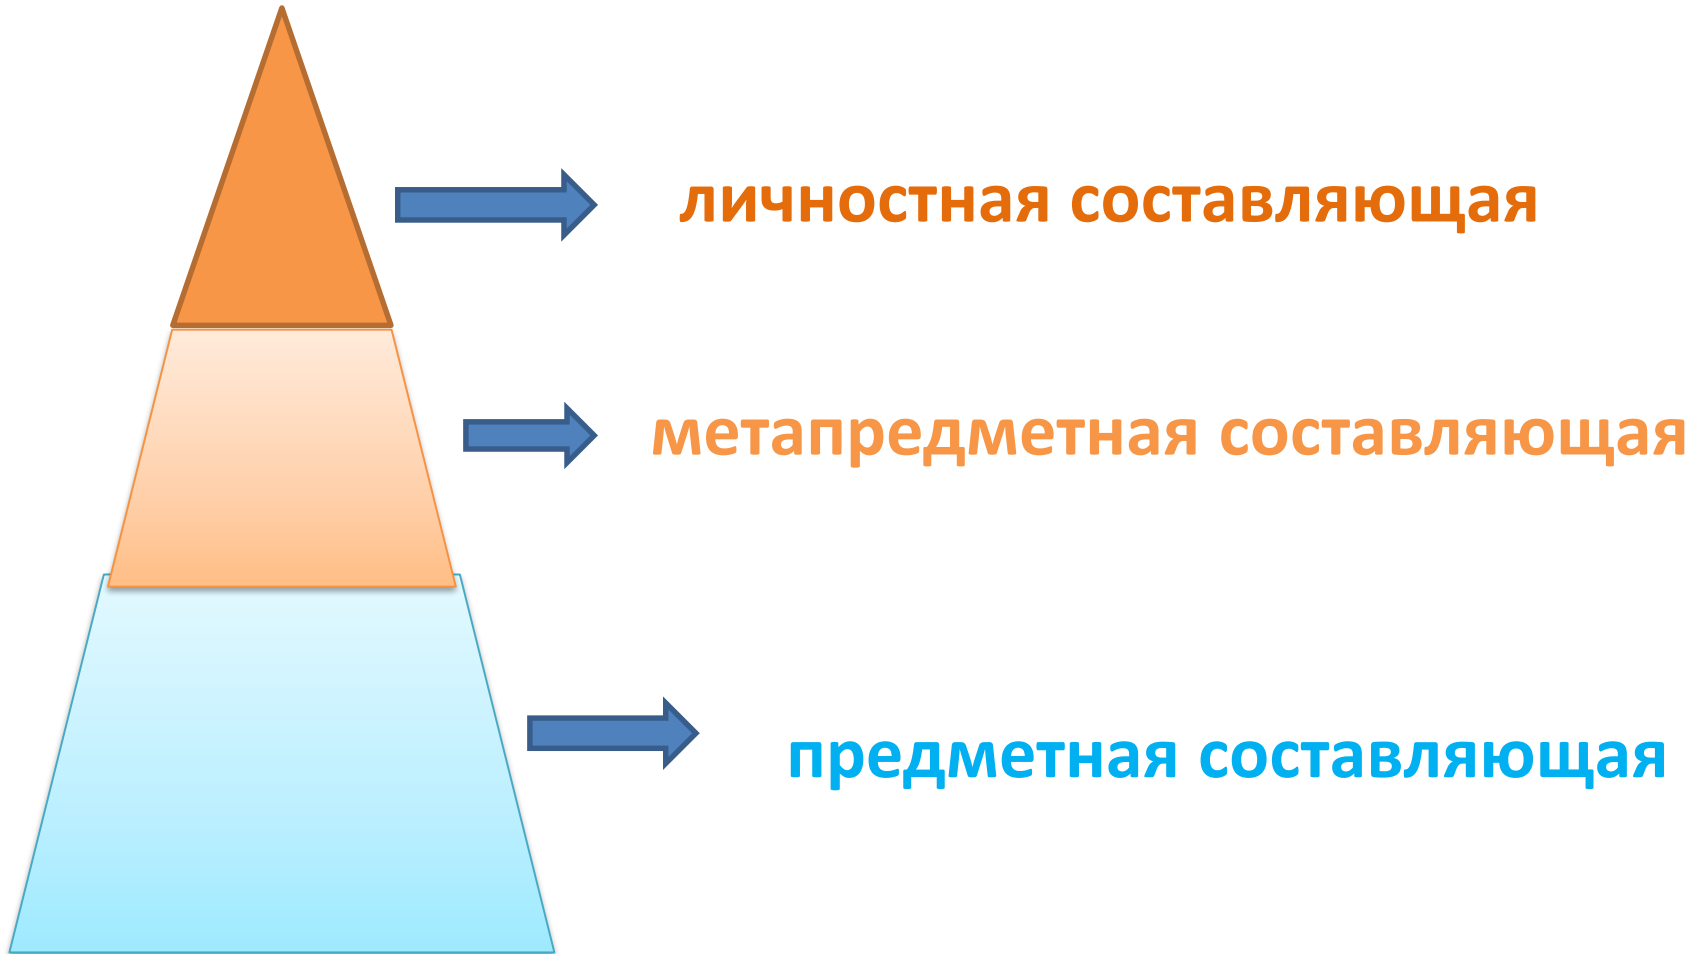 личностная составляющая
метапредметная составляющая
предметная составляющая